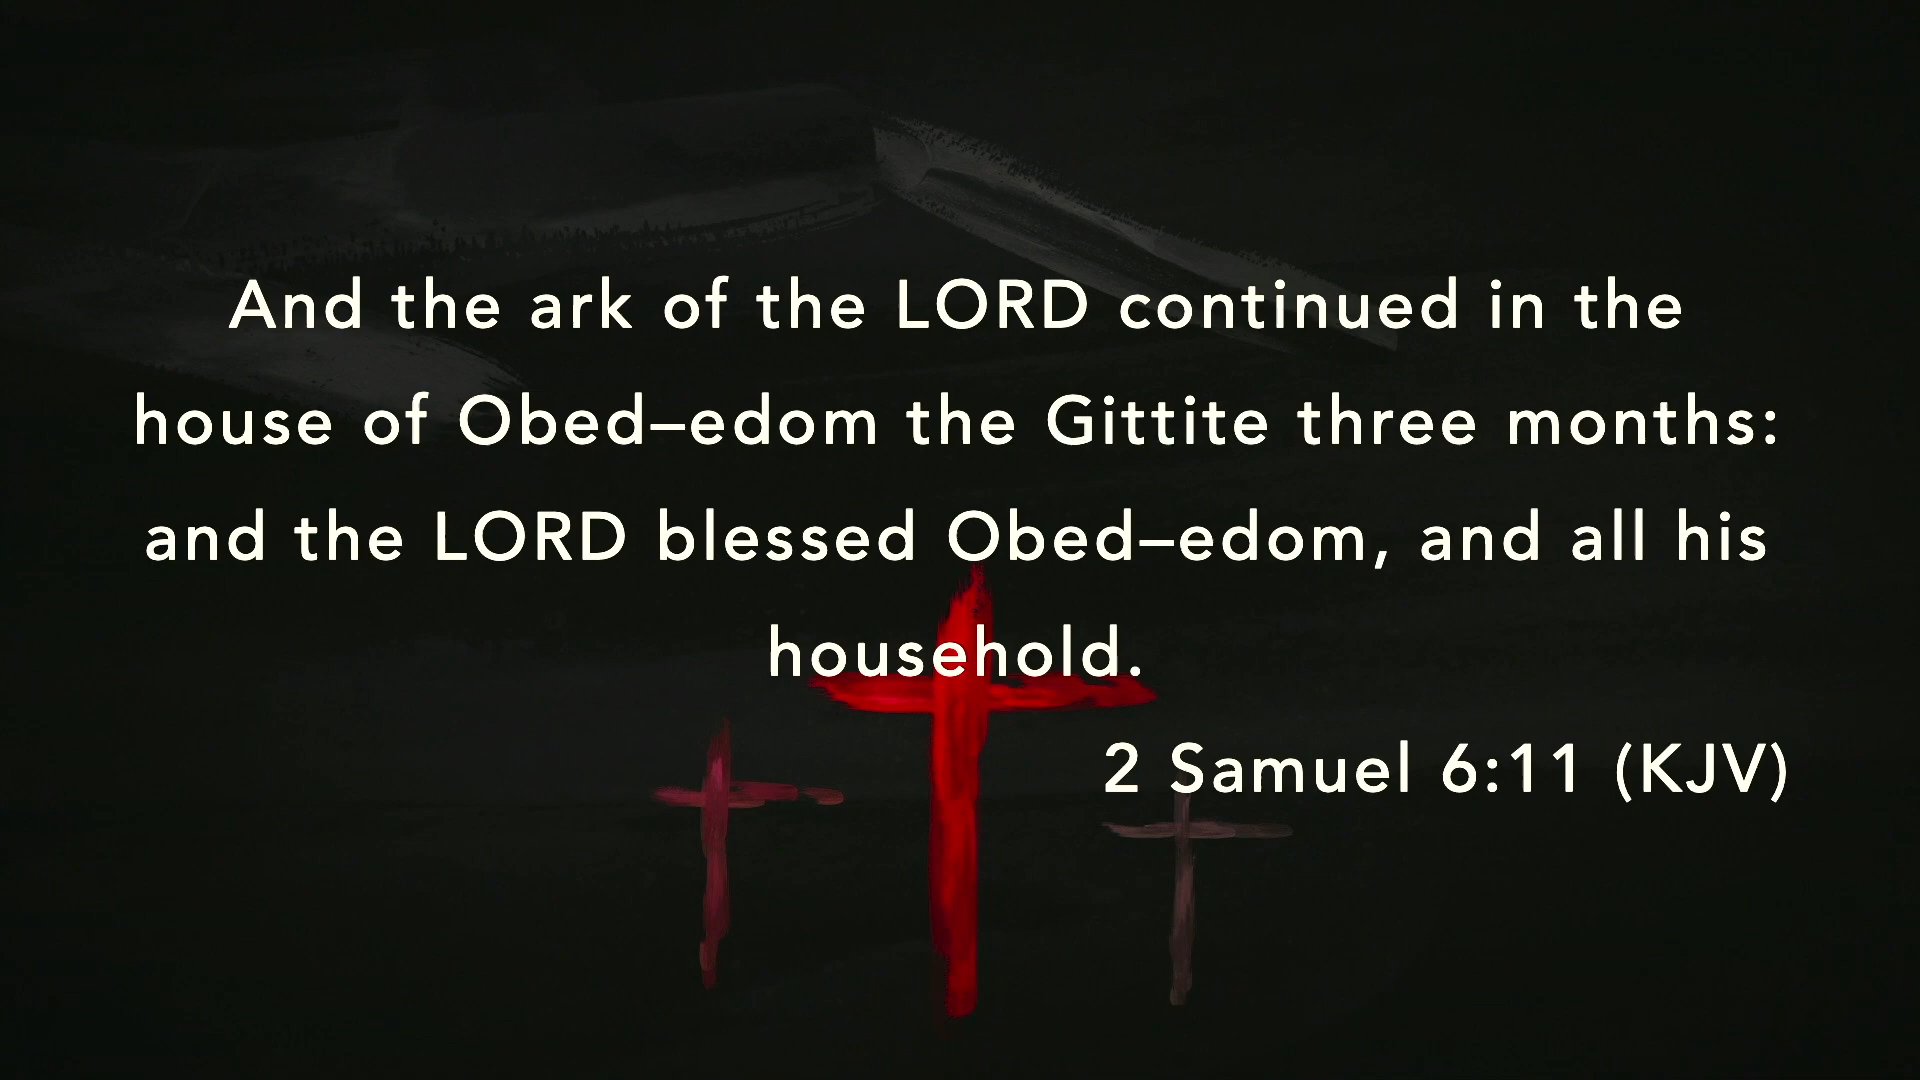 And the ark of the LORD continued in the
house of Obed–edom the Gittite three months:
and the LORD blessed Obed–edom, and all his
household.
2 Samuel 6:11 (KJV)